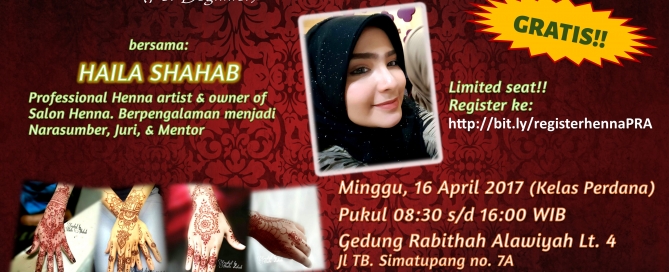 (For Beginner)
GRATIS!!
bersama:
HAILA SHAHAB
Professional Henna artist & owner of
Salon Henna. Berpengalaman menjadi
Narasumber, Juri, & Mentor
Limited seat!!
Register ke:
http://bit.ly/registerhennaPRA
Minggu, 16 April 2017 (Kelas Perdana)
Pukul 08:30 s/d 16:00 WIB
Gedung Rabithah Alawiyah Lt. 4
Jl TB. Simatupang no. 7A